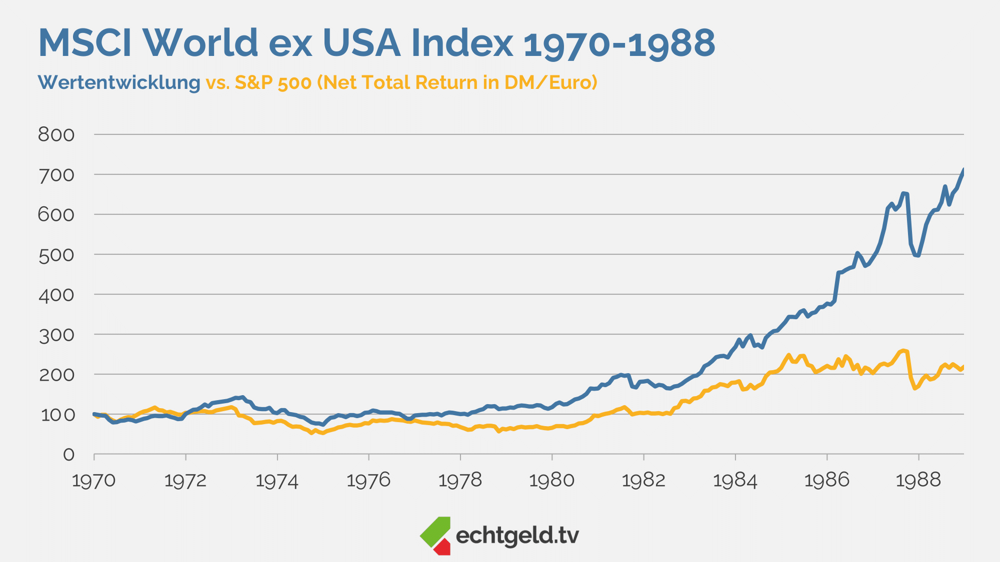 MSCI World ex USA Index 1970-1988
Wertentwicklung vs. S&P 500 (Net Total Return in DM/Euro)
800
700
600
500
400
300
200
100
0
1970 1972 1974 1976 1978 1980 1982 1984 1986 1988
echtgeld.tv